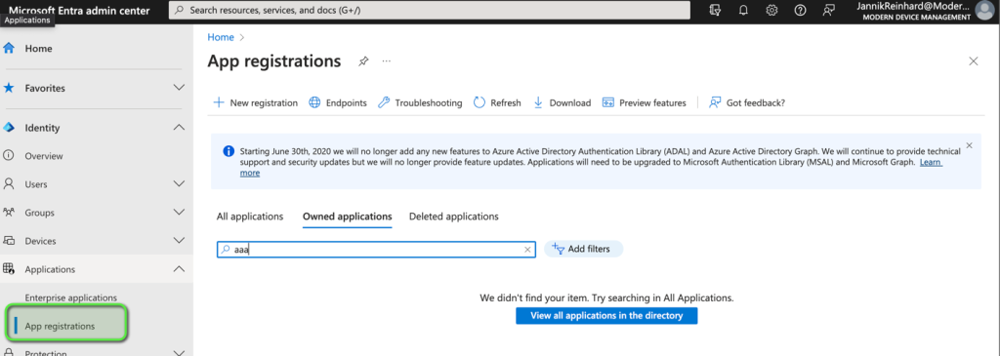 Microsoft Entra admin center
Search resources, services, and docs (G+/)
JannikReinhard@Moder...
MODERN DEVICE MANAGEMENT
Applications
Home
Favorites
Identity
Overview
Users
Groups
Devices
Applications
Enterprise applications
App registrations
Protection
Home >
App registrations
...
New registration
Endpoints
Troubleshooting
Refresh
Download
Preview features
Got feedback?
Starting June 30th, 2020 we will no longer add any new features to Azure Active Directory Authentication Library (ADAL) and Azure Active Directory Graph. We will continue to provide technical
support and security updates but we will no longer provide feature updates. Applications will need to be upgraded to Microsoft Authentication Library (MSAL) and Microsoft Graph. Learn
more
All applications
Owned applications
Deleted applications
aaa
Add filters
We didn't find your item. Try searching in All Applications.
View all applications in the directory